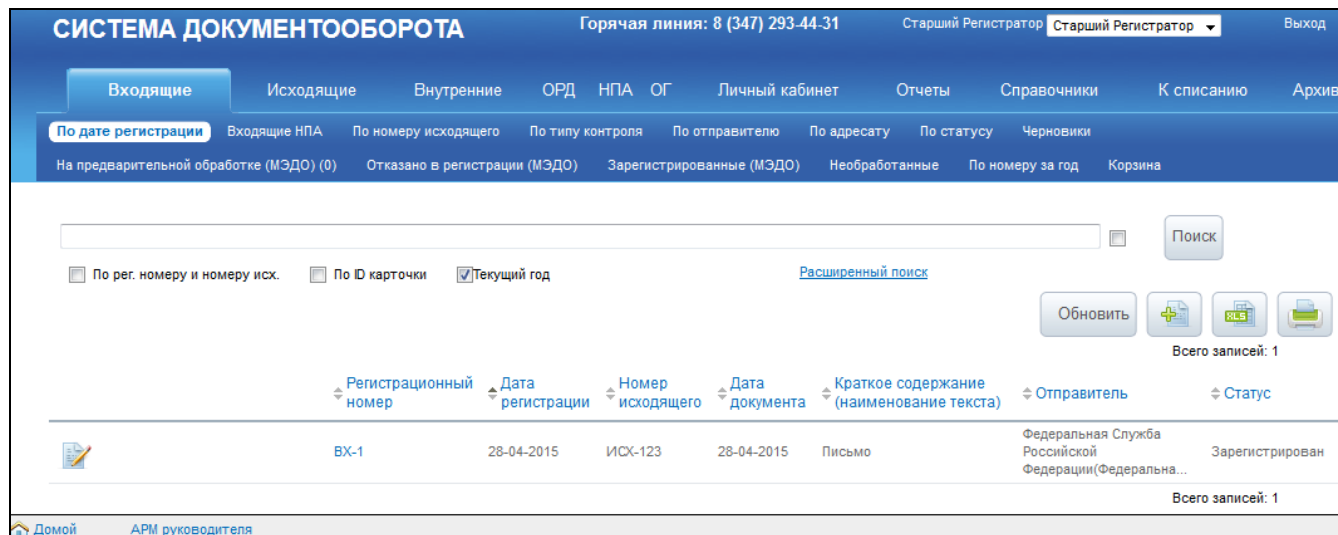 СИСТЕМА ДОКУМЕНТООБОРОТА Горячая линия: 8 (347) 293-44-31 Старший Регистратор Старший Регистратор Выход
Входящие Исходящие Внутренние ОРД НПА ОГ Личный кабинет Отчеты Справочники К списанию Архив
По дате регистрации Входящие НПА По номеру исходящего По типу контроля По отправителю По адресату По статусу Черновики
На предварительной обработке (МЭДО) (0) Отказано в регистрации (МЭДО) Зарегистрированные (МЭДО) Необработанные По номеру за год Корзина
Поиск
По рег. номеру и номеру исх. По ID карточки Текущий год Расширенный поиск
Обновить XLS
Всего записей: 1
Регистрационный Дата Номер Дата Краткое содержание Отправитель Статус
номер регистрации исходящего документа (наименование текста)
ВХ-1 28-04-2015 ИСХ-123 28-04-2015 Письмо Федеральная Служба
Российской Зарегистрирован
Федерации(Федеральна...
Всего записей: 1
Домой АРМ руководителя